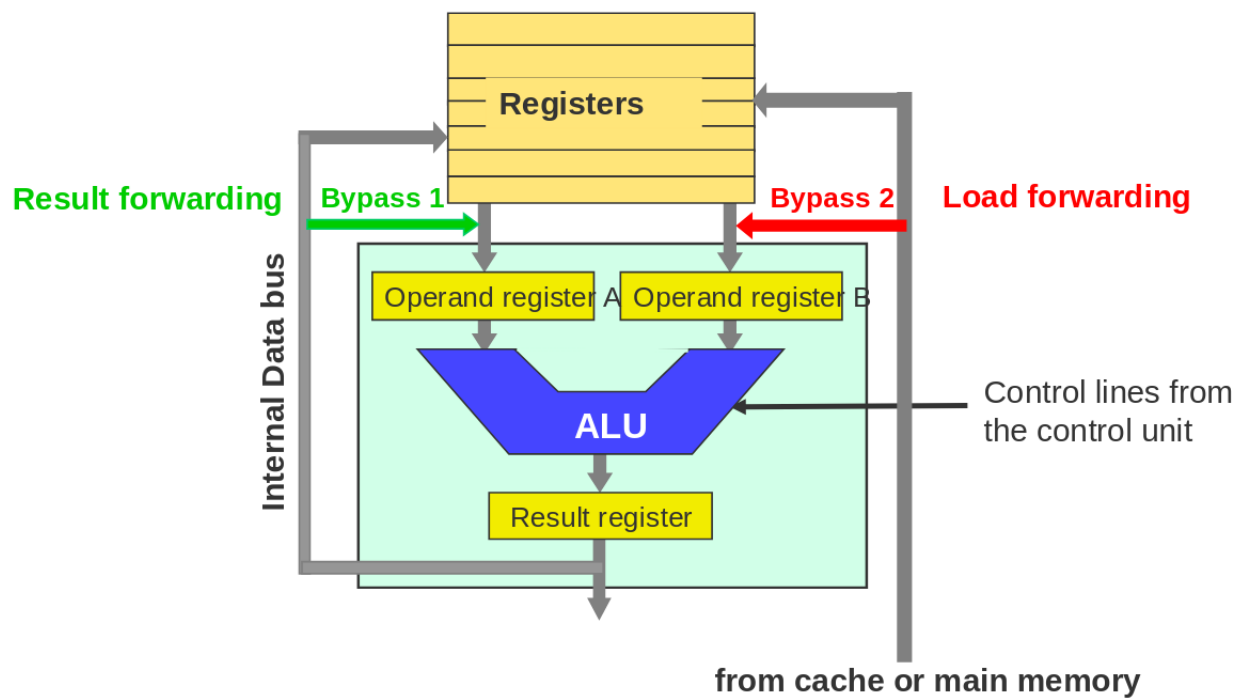 Registers
Result forwarding
Bypass 1
Bypass 2
Load forwarding
Internal Data bus
Operand register A
Operand register B
ALU
Control lines from
the control unit
Result register
from cache or main memory